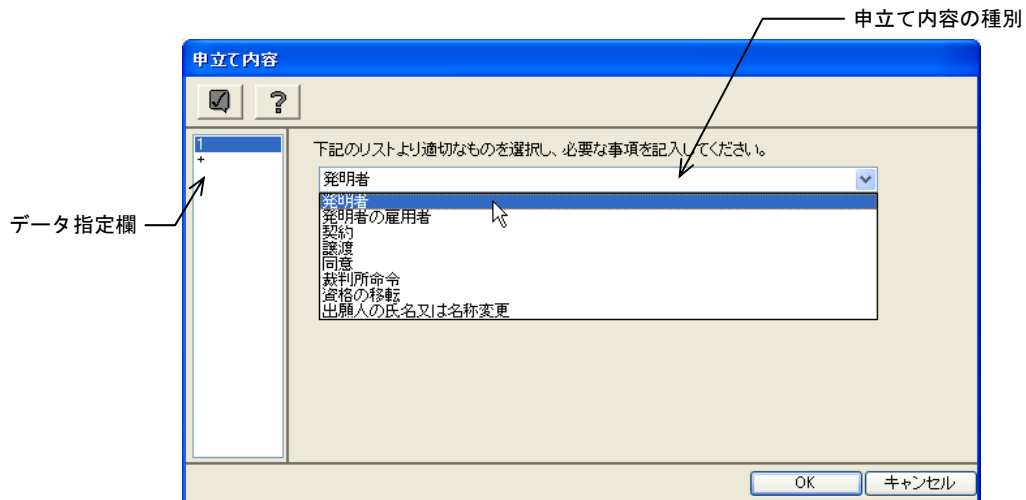 申立て内容の種別
申立て内容
?
1
+
下記のリストより適切なものを選択し、必要な事項を記入してください。
発明者
発明者
発明者の雇用者
契約
譲渡
同意
裁判所命令
資格の移転
出願人の氏名又は名称変更
データ指定欄
OK
キャンセル